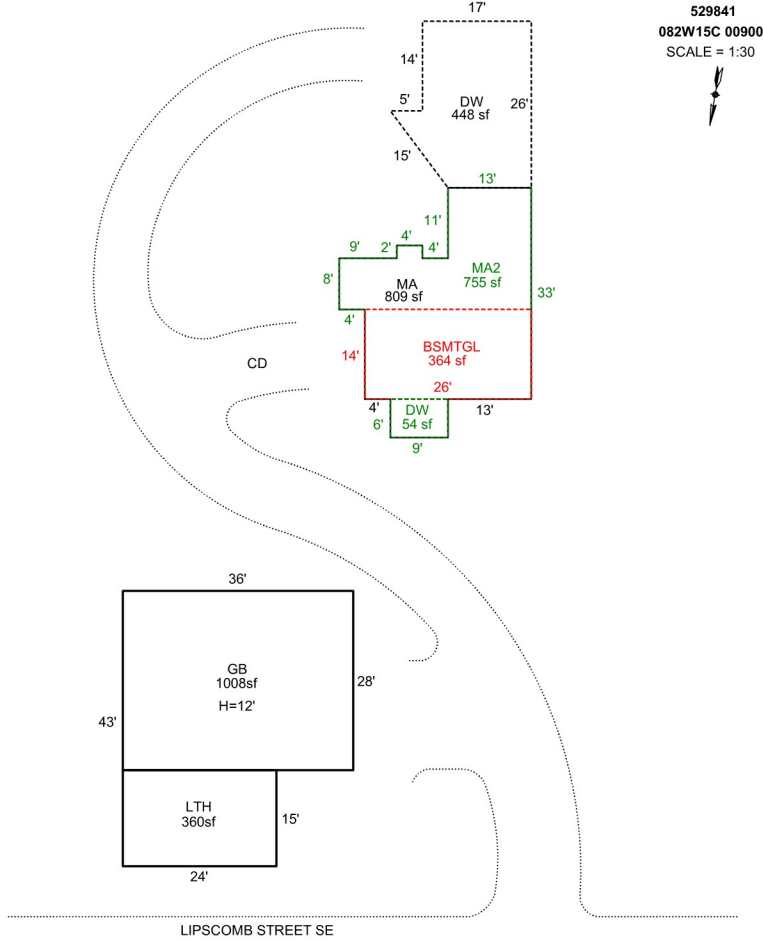 529841
082W15C 00900
SCALE = 1:30
17'
14'
5'
DW
448 sf
26'
15'
13'
11'
4'
9'
2'
4'
MA2
755 sf
8'
MA
809 sf
33'
4'
14'
BSMTGL
364 sf
CD
26'
4'
DW
54 sf
13'
6'
9'
36'
GB
1008sf
H=12'
28'
43'
LTH
360sf
15'
24'
LIPSCOMB STREET SE